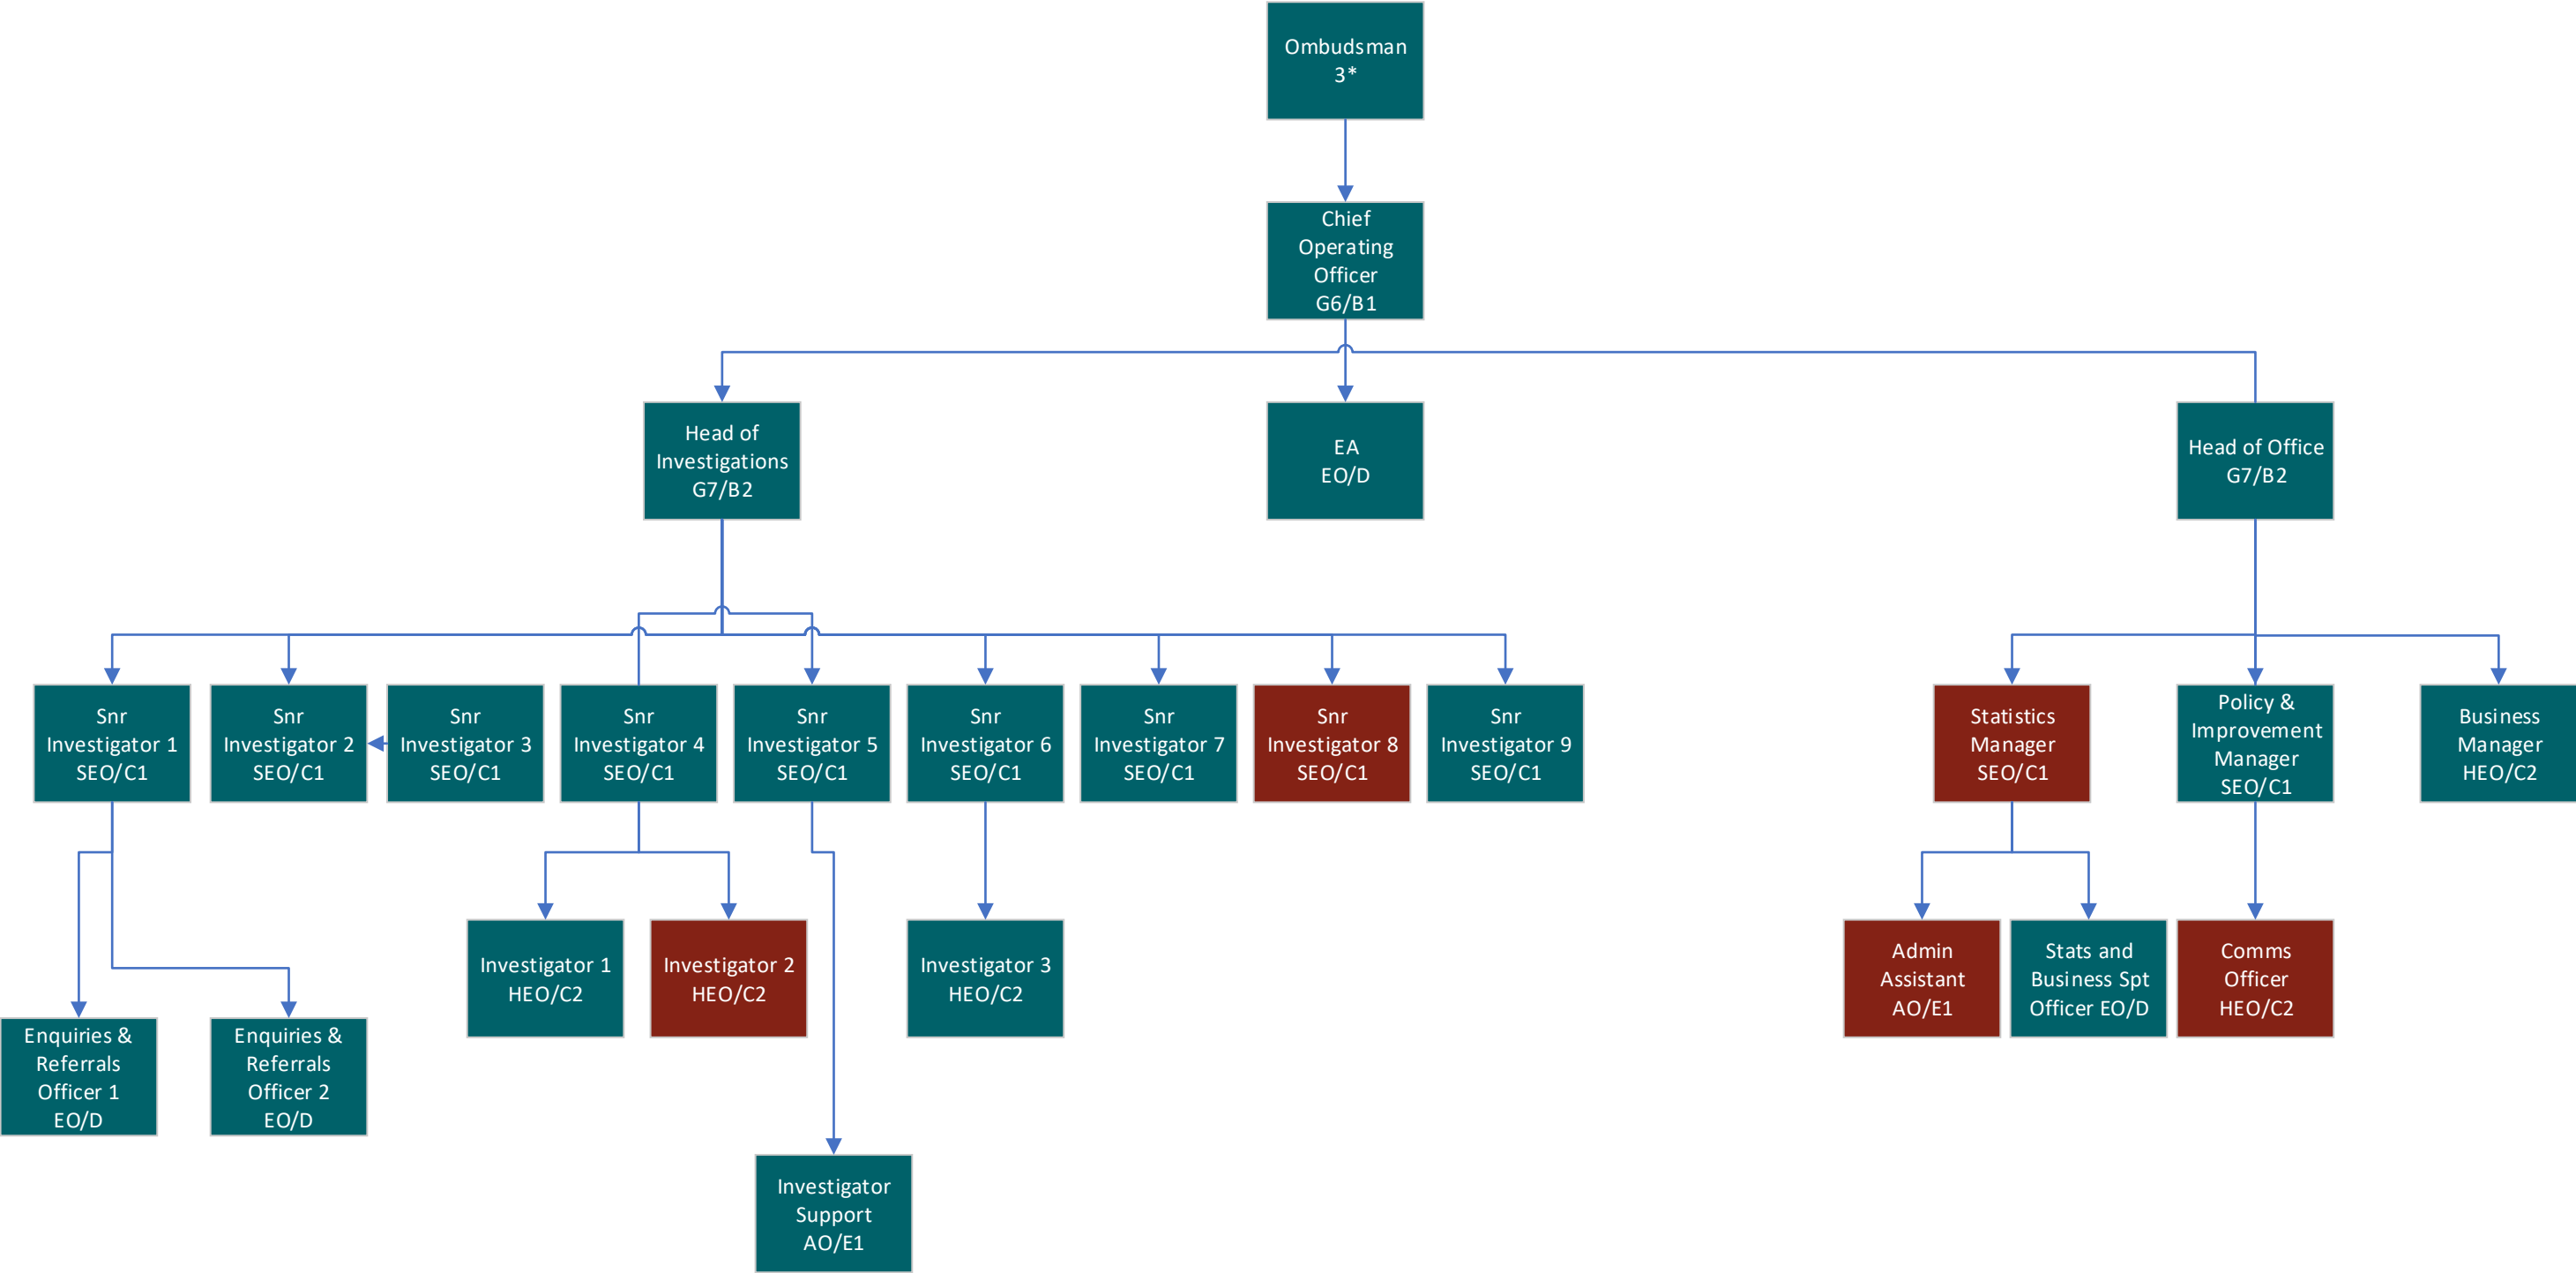 Ombudsman
3*
Chief
Operating
Officer
G6/B1
Head of
Investigations
G7/B2
EA
EO/D
Head of Office
G7/B2
Snr
Investigator 1
SEO/C1
Snr
Investigator 2
SEO/C1
Snr
Investigator 3
SEO/C1
Snr
Investigator 4
SEO/C1
Snr
Investigator 5
SEO/C1
Snr
Investigator 6
SEO/C1
Snr
Investigator 7
SEO/C1
Snr
Investigator 8
SEO/C1
Snr
Investigator 9
SEO/C1
Statistics
Manager
SEO/C1
Policy &
Improvement
Manager
SEO/C1
Business
Manager
HEO/C2
Investigator 1
HEO/C2
Investigator 2
HEO/C2
Investigator 3
HEO/C2
Admin
Assistant
AO/E1
Stats and
Business Spt
Officer EO/D
Comms
Officer
HEO/C2
Enquiries &
Referrals
Officer 1
EO/D
Enquiries &
Referrals
Officer 2
EO/D
Investigator
Support
AO/E1